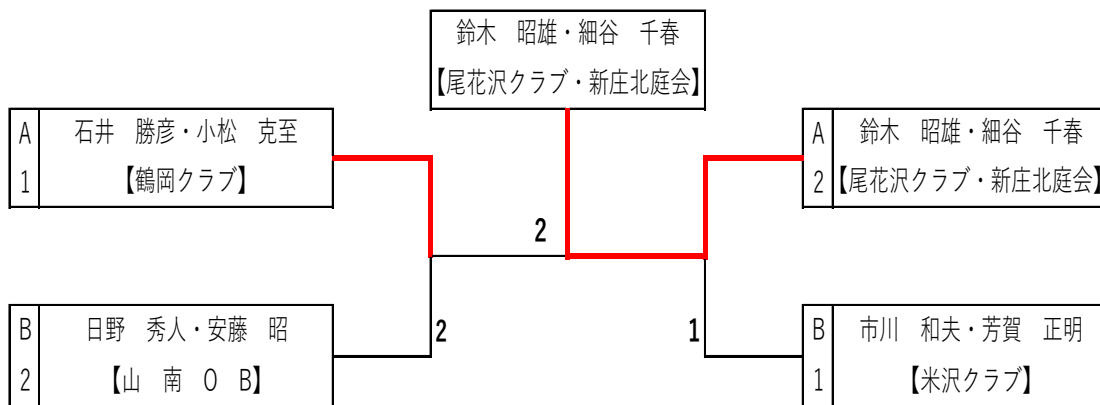 鈴木　昭雄・細谷　千春
【尾花沢クラブ・新庄北庭会】
A
石井　勝彦・小松　克至
1
【鶴岡クラブ】
A
鈴木　昭雄・細谷　千春
2
【尾花沢クラブ・新庄北庭会】
2
B
日野　秀人・安藤　昭
2
【山　南　O　B】
2
1
B
市川　和夫・芳賀　正明
1
【米沢クラブ】